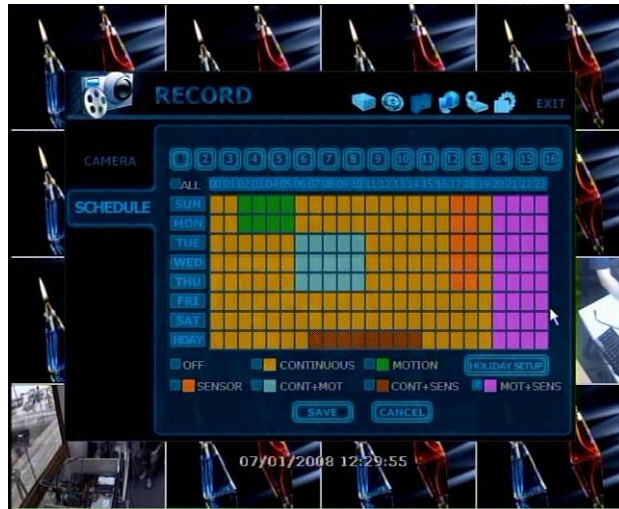 RECORD
EXIT
CAMERA
SCHEDULE
1 2 3 4 5 6 7 8 9 10 11 12 13 14 15 16
ALL 00 01 02 03 04 05 06 07 08 09 10 11 12 13 14 15 16 17 18 19 20 21 22 23
SUN
MON
TUE
WED
THU
FRI
SAT
HDAY
OFF CONTINUOUS MOTION HOLIDAY SETUP
SENSOR CONT+MOT CONT+SENS MOT+SENS
SAVE CANCEL
07/01/2008 12:29:55